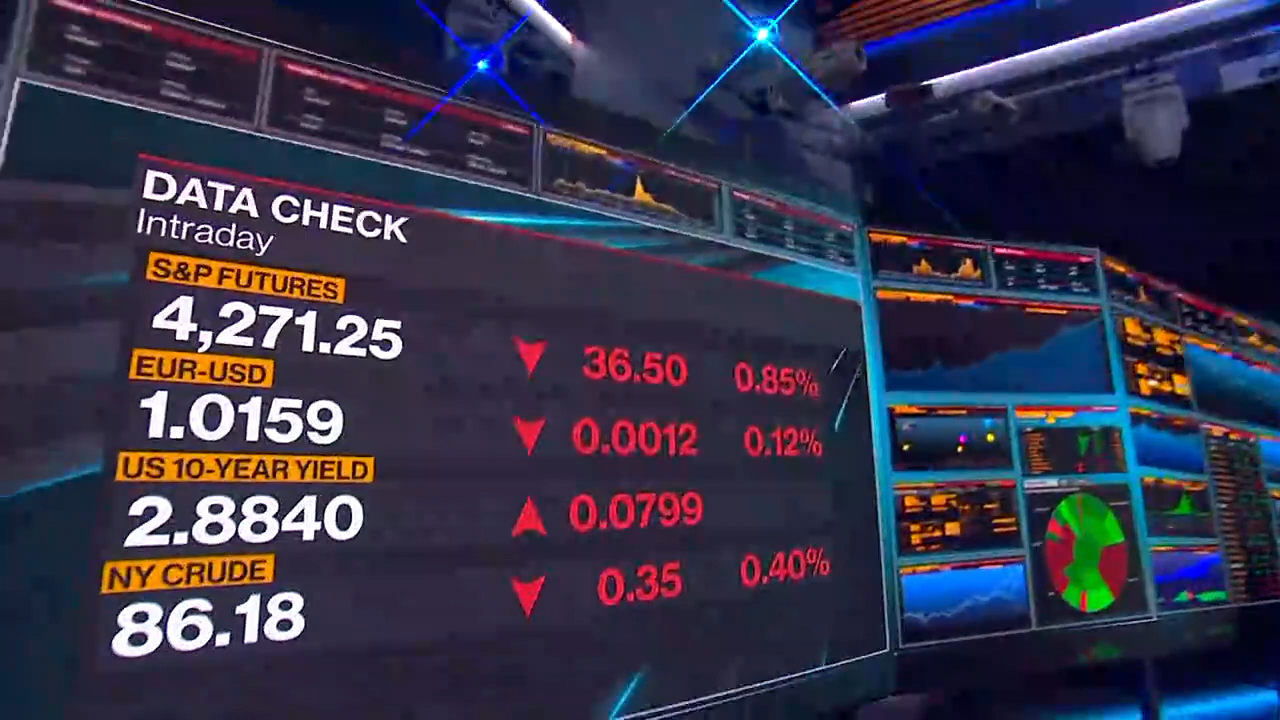 DATA CHECK
Intraday
S&P FUTURES
4,271.25 ▼ 36.50 0.85%
EUR-USD
1.0159 ▼ 0.0012 0.12%
US 10-YEAR YIELD
2.8840 ▲ 0.0799
NY CRUDE
86.18 ▼ 0.35 0.40%